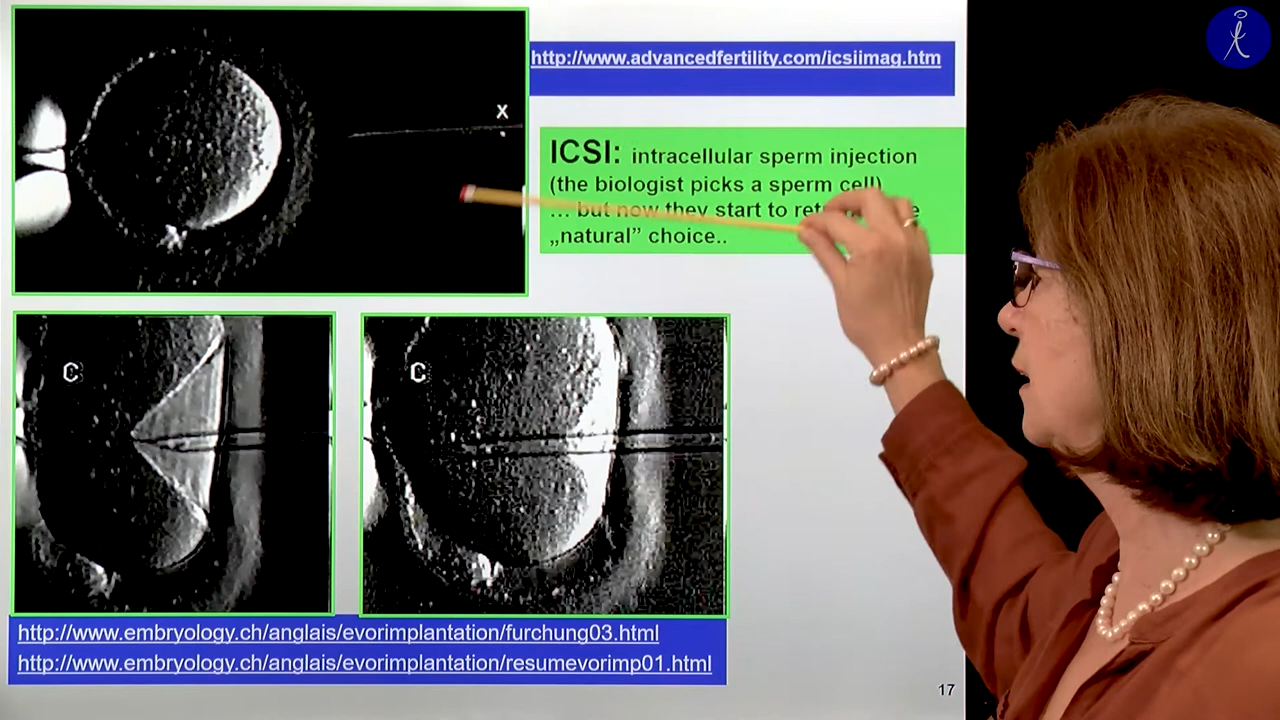 http://www.advancedfertility.com/icsiimag.htm
X
ICSI: intracellular sperm injection
(the biologist picks a sperm cell)
... but now they start to
„natural” choice..
C
C
http://www.embryology.ch/anglais/evorimplantation/furchung03.html
http://www.embryology.ch/anglais/evorimplantation/resumevorimp01.html
17